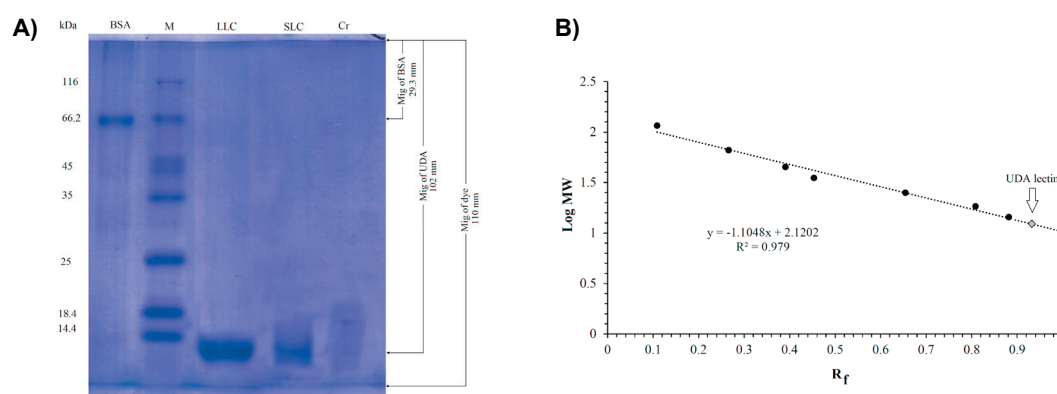 A)
kDa BSA M LLC SLC Cr
116
66.2
45
35
25
18.4
14.4
Mig of BSA
29.3 mm
Mig of UDA
102 mm
Mig of dye
110 mm
B)
2.5
2
1.5
1
0.5
0
Log MW
0 0.1 0.2 0.3 0.4 0.5 0.6 0.7 0.8 0.9
R_f
y = -1.1048x + 2.1202
R² = 0.979
UDA lectin